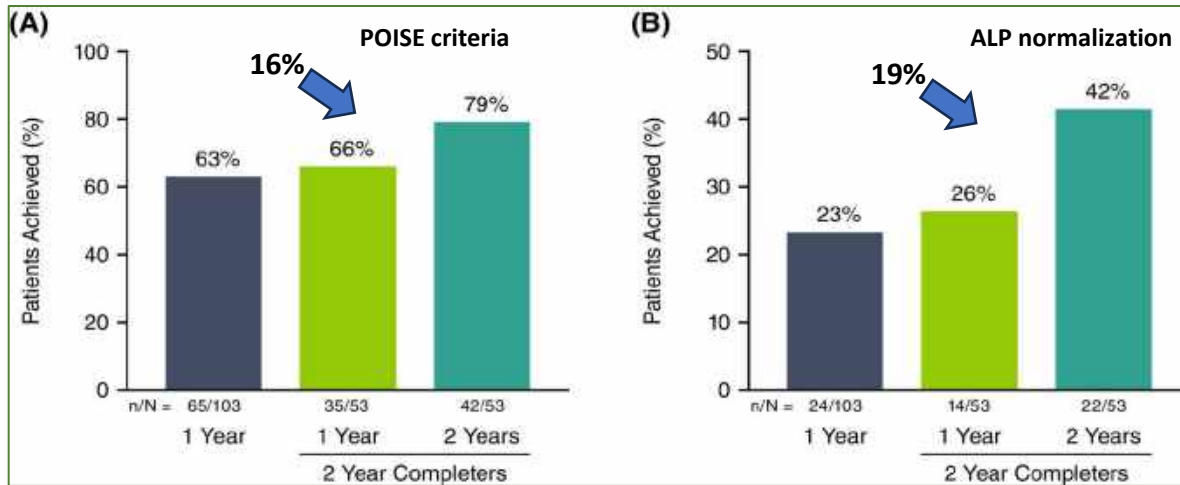 (A)
POISE criteria
16%
Patients Achieved (%)
100
80
60
40
20
0
63%
66%
79%
n/N = 65/103 35/53 42/53
1 Year 1 Year 2 Years
2 Year Completers
(B)
ALP normalization
19%
Patients Achieved (%)
50
40
30
20
10
0
23%
26%
42%
n/N = 24/103 14/53 22/53
1 Year 1 Year 2 Years
2 Year Completers